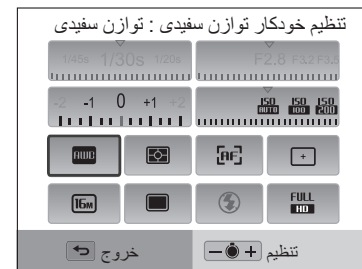 تنظیم خودکار توازن سفیدی : توازن سفیدی
1/45s 1/30s 1/20s F2.8 F3.2 F3.5
-2 -1 0 +1 +2 ISO AUTO ISO 100 ISO 200
AWB AF +
16M FULL HD
خروج تنظیم